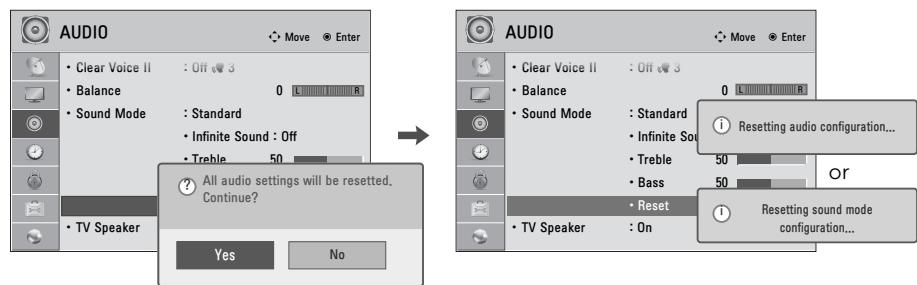 AUDIO
Move Enter
• Clear Voice II : Off 3
• Balance 0 L R
• Sound Mode : Standard
• Infinite Sound : Off
• Treble 50
? All audio settings will be resetted.
Continue?
• TV Speaker
Yes No
AUDIO
Move Enter
• Clear Voice II : Off 3
• Balance 0 L R
• Sound Mode : Standard
• Infinite Sou
i Resetting audio configuration...
• Treble 50
or
• Bass 50
• Reset
i Resetting sound mode
configuration...
• TV Speaker : On